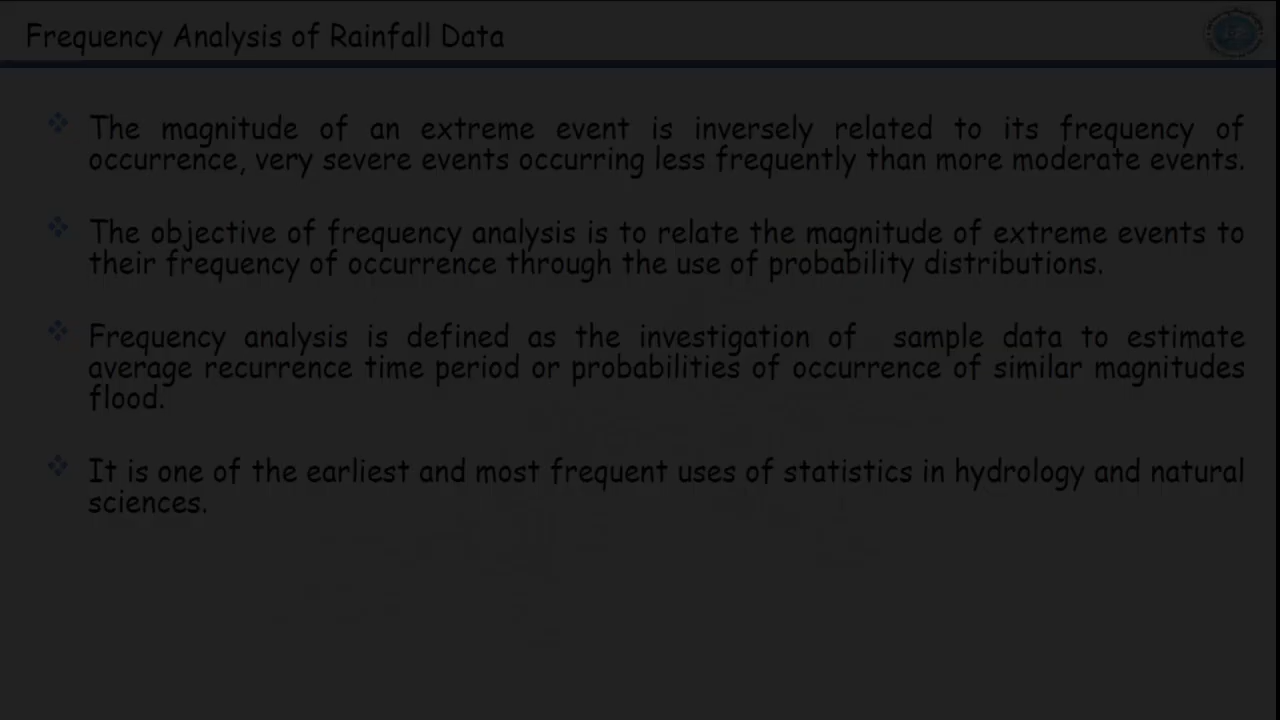 Frequency Analysis of Rainfall Data
The magnitude of an extreme event is inversely related to its frequency of
occurrence, very severe events occurring less frequently than more moderate events.
The objective of frequency analysis is to relate the magnitude of extreme events to
their frequency of occurrence through the use of probability distributions.
Frequency analysis is defined as the investigation of sample data to estimate
average recurrence time period or probabilities of occurrence of similar magnitudes
flood.
It is one of the earliest and most frequent uses of statistics in hydrology and natural
sciences.